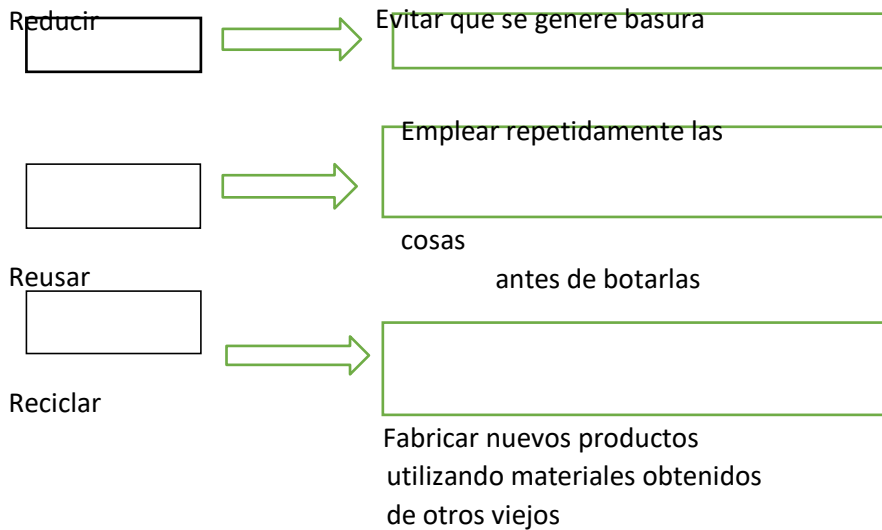 Reducir
Evitar que se genere basura
Emplear repetidamente las
cosas
Reusar
antes de botarlas
Reciclar
Fabricar nuevos productos
utilizando materiales obtenidos
de otros viejos